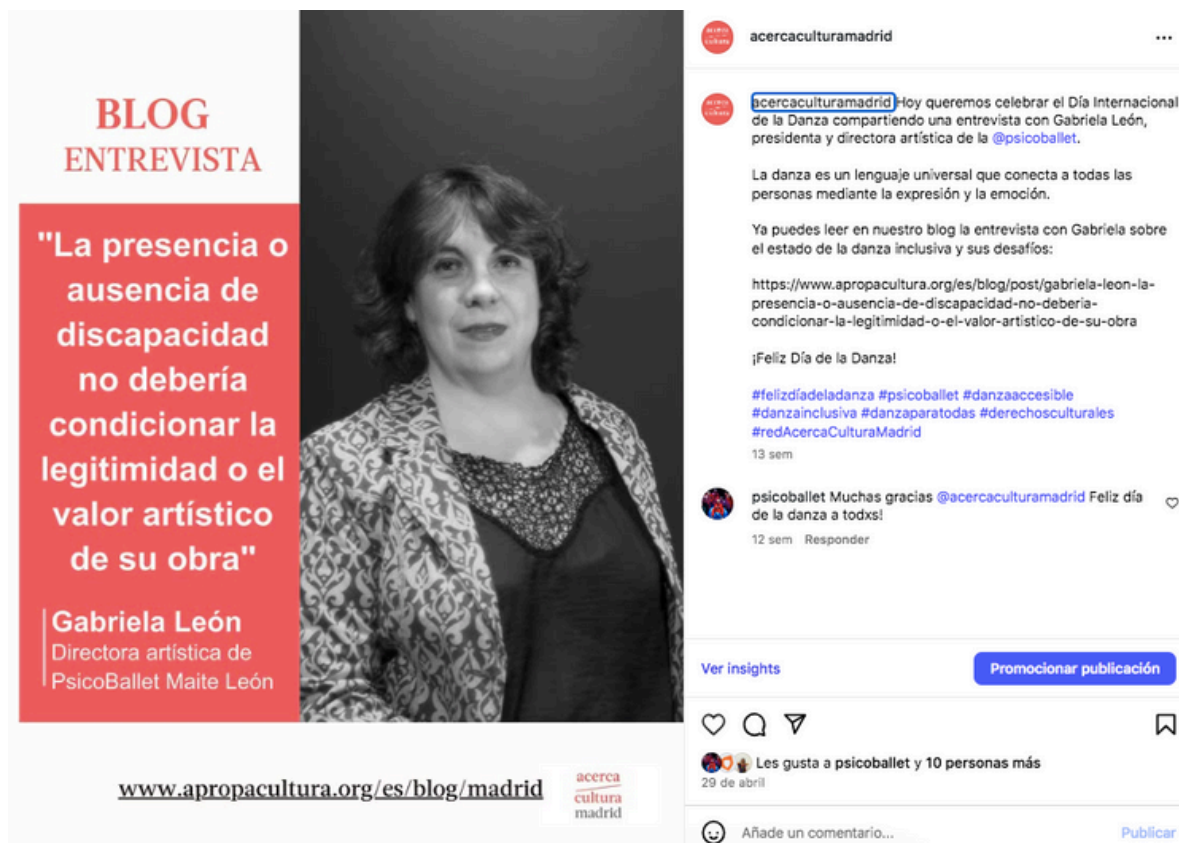 BLOG
ENTREVISTA
"La presencia o
ausencia de
discapacidad
no debería
condicionar la
legitimidad o el
valor artístico
de su obra"
Gabriela León
Directora artística de
PsicoBallet Maite León
www.apropacultura.org/es/blog/madrid
acerca
cultura
madrid
acercaculturamadrid
acercaculturamadrid Hoy queremos celebrar el Día Internacional
de la Danza compartiendo una entrevista con Gabriela León,
presidenta y directora artística de la @psicoballet.
La danza es un lenguaje universal que conecta a todas las
personas mediante la expresión y la emoción.
Ya puedes leer en nuestro blog la entrevista con Gabriela sobre
el estado de la danza inclusiva y sus desafíos:
https://www.apropacultura.org/es/blog/post/gabriela-leon-la-
presencia-o-ausencia-de-discapacidad-no-deberia-
condicionar-la-legitimidad-o-el-valor-artistico-de-su-obra
¡Feliz Día de la Danza!
#felizdíadeladanza #psicoballet #danzaaccesible
#danzainclusiva #danzaparatodas #derechosculturales
#redAcercaCulturaMadrid
13 sem
psicoballet Muchas gracias @acercaculturamadrid Feliz día
de la danza a todxs!
12 sem Responder
Ver insights
Promocionar publicación
Les gusta a psicoballet y 10 personas más
29 de abril
Añade un comentario...
Publicar